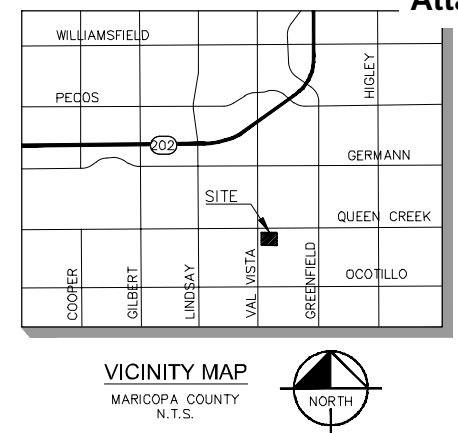 Atta
WILLIAMSFIELD
HIGLEY
PECOS
202
GERMANN
SITE
QUEEN CREEK
OCOTILLO
COOPER
GILBERT
LINDSAY
VAL VISTA
GREENFIELD
VICINITY MAP
MARICOPA COUNTY
N.T.S.
NORTH